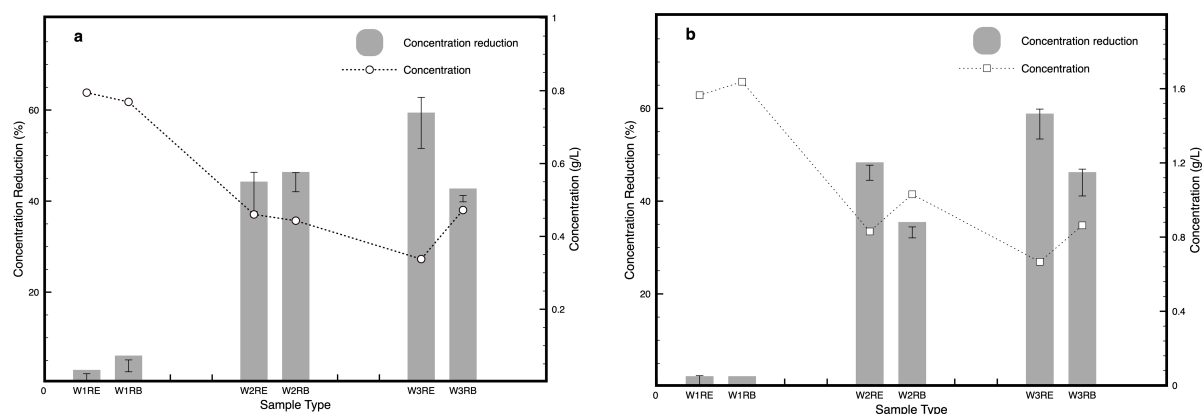 a
Concentration reduction
Concentration
Concentration Reduction (%)
60
40
20
0
1
0.8
0.6
0.4
0.2
Concentration (g/L)
W1RE W1RB W2RE W2RB W3RE W3RB
Sample Type
b
Concentration reduction
Concentration
Concentration Reduction (%)
60
40
20
0
1.6
1.2
0.8
0.4
0
Concentration (g/L)
W1RE W1RB W2RE W2RB W3RE W3RB
Sample Type